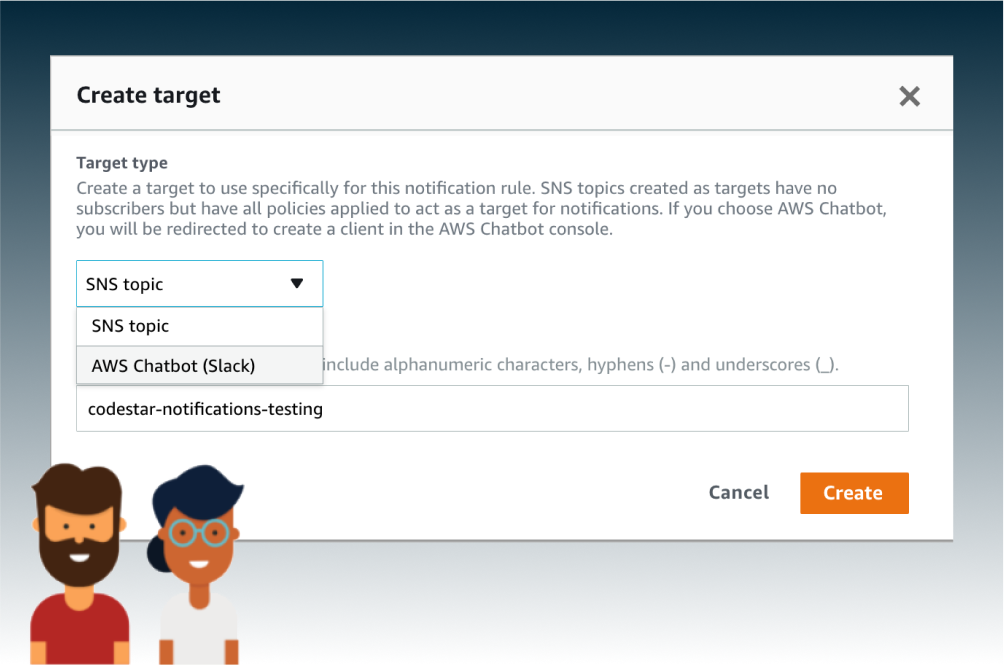 Create target
Target type
Create a target to use specifically for this notification rule. SNS topics created as targets have no
subscribers but have all policies applied to act as a target for notifications. If you choose AWS Chatbot,
you will be redirected to create a client in the AWS Chatbot console.
SNS topic
SNS topic
AWS Chatbot (Slack)
include alphanumeric characters, hyphens (-) and underscores (_).
codestar-notifications-testing
Cancel
Create